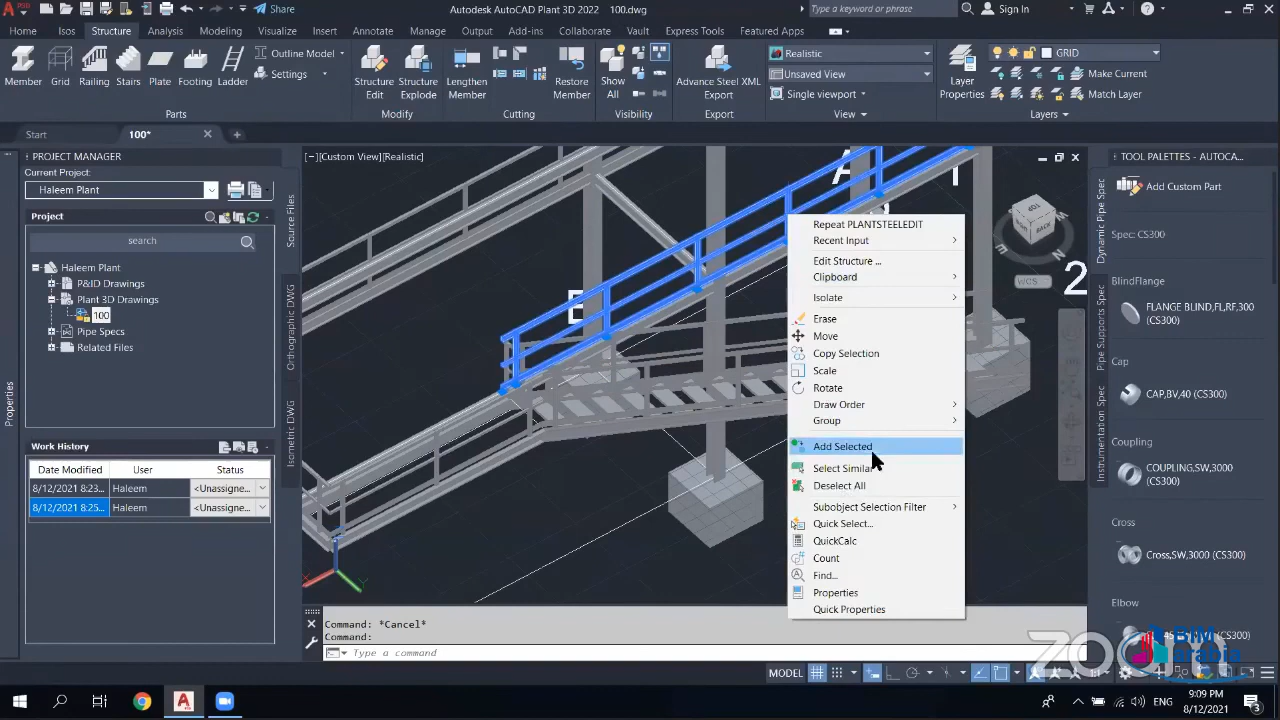 Share
Autodesk AutoCAD Plant 3D 2022
100.dwg
Type a keyword or phrase
Sign In
Home
Isos
Structure
Analysis
Modeling
Visualize
Insert
Annotate
Manage
Output
Add-ins
Collaborate
View
Express Tools
Featured Apps
Member
Grid
Railing
Stairs
Plate
Footing
Ladder
Outline Model
Settings
Parts
Structure Edit
Structure Explode
Modify
Lengthen Member
Restore Member
Cutting
Show All
Visibility
Advance Steel XML Export
Export
Realistic
Unsaved View
Single viewport
View
Layer Properties
GRID
Make Current
Match Layer
Layers
Start
100*
PROJECT MANAGER
Current Project:
Haleem Plant
Project
search
Haleem Plant
P&ID Drawings
Plant 3D Drawings
100
Pipe Specs
Related Files
Source Files
Orthographic DWG
Isometric DWG
Properties
Work History
Date Modified User Status
8/12/2021 8:23... Haleem <Unassigne...
8/12/2021 8:25... Haleem <Unassigne...
[−][Custom View][Realistic]
A
1
B
2
TOP
BACK
WCS
Repeat PLANTSTEELEDIT
Recent Input
Edit Structure ...
Clipboard
Isolate
Erase
Move
Copy Selection
Scale
Rotate
Draw Order
Group
Add Selected
Select Similar
Deselect All
Subobject Selection Filter
Quick Select...
QuickCalc
Count
Find...
Properties
Quick Properties
Command: *Cancel*
Command:
Type a command
MODEL
TOOL PALETTES - AUTOCA...
Dynamic Pipe Spec
Pipe Supports Spec
Instrumentation Spec
Add Custom Part
Spec: CS300
BlindFlange
FLANGE BLIND,FL,RF,300
(CS300)
Cap
CAP,BV,40 (CS300)
Coupling
COUPLING,SW,3000
(CS300)
Cross
Cross,SW,3000 (CS300)
Elbow
zoom
BIM
arabia
ENG
9:09 PM
8/12/2021
3